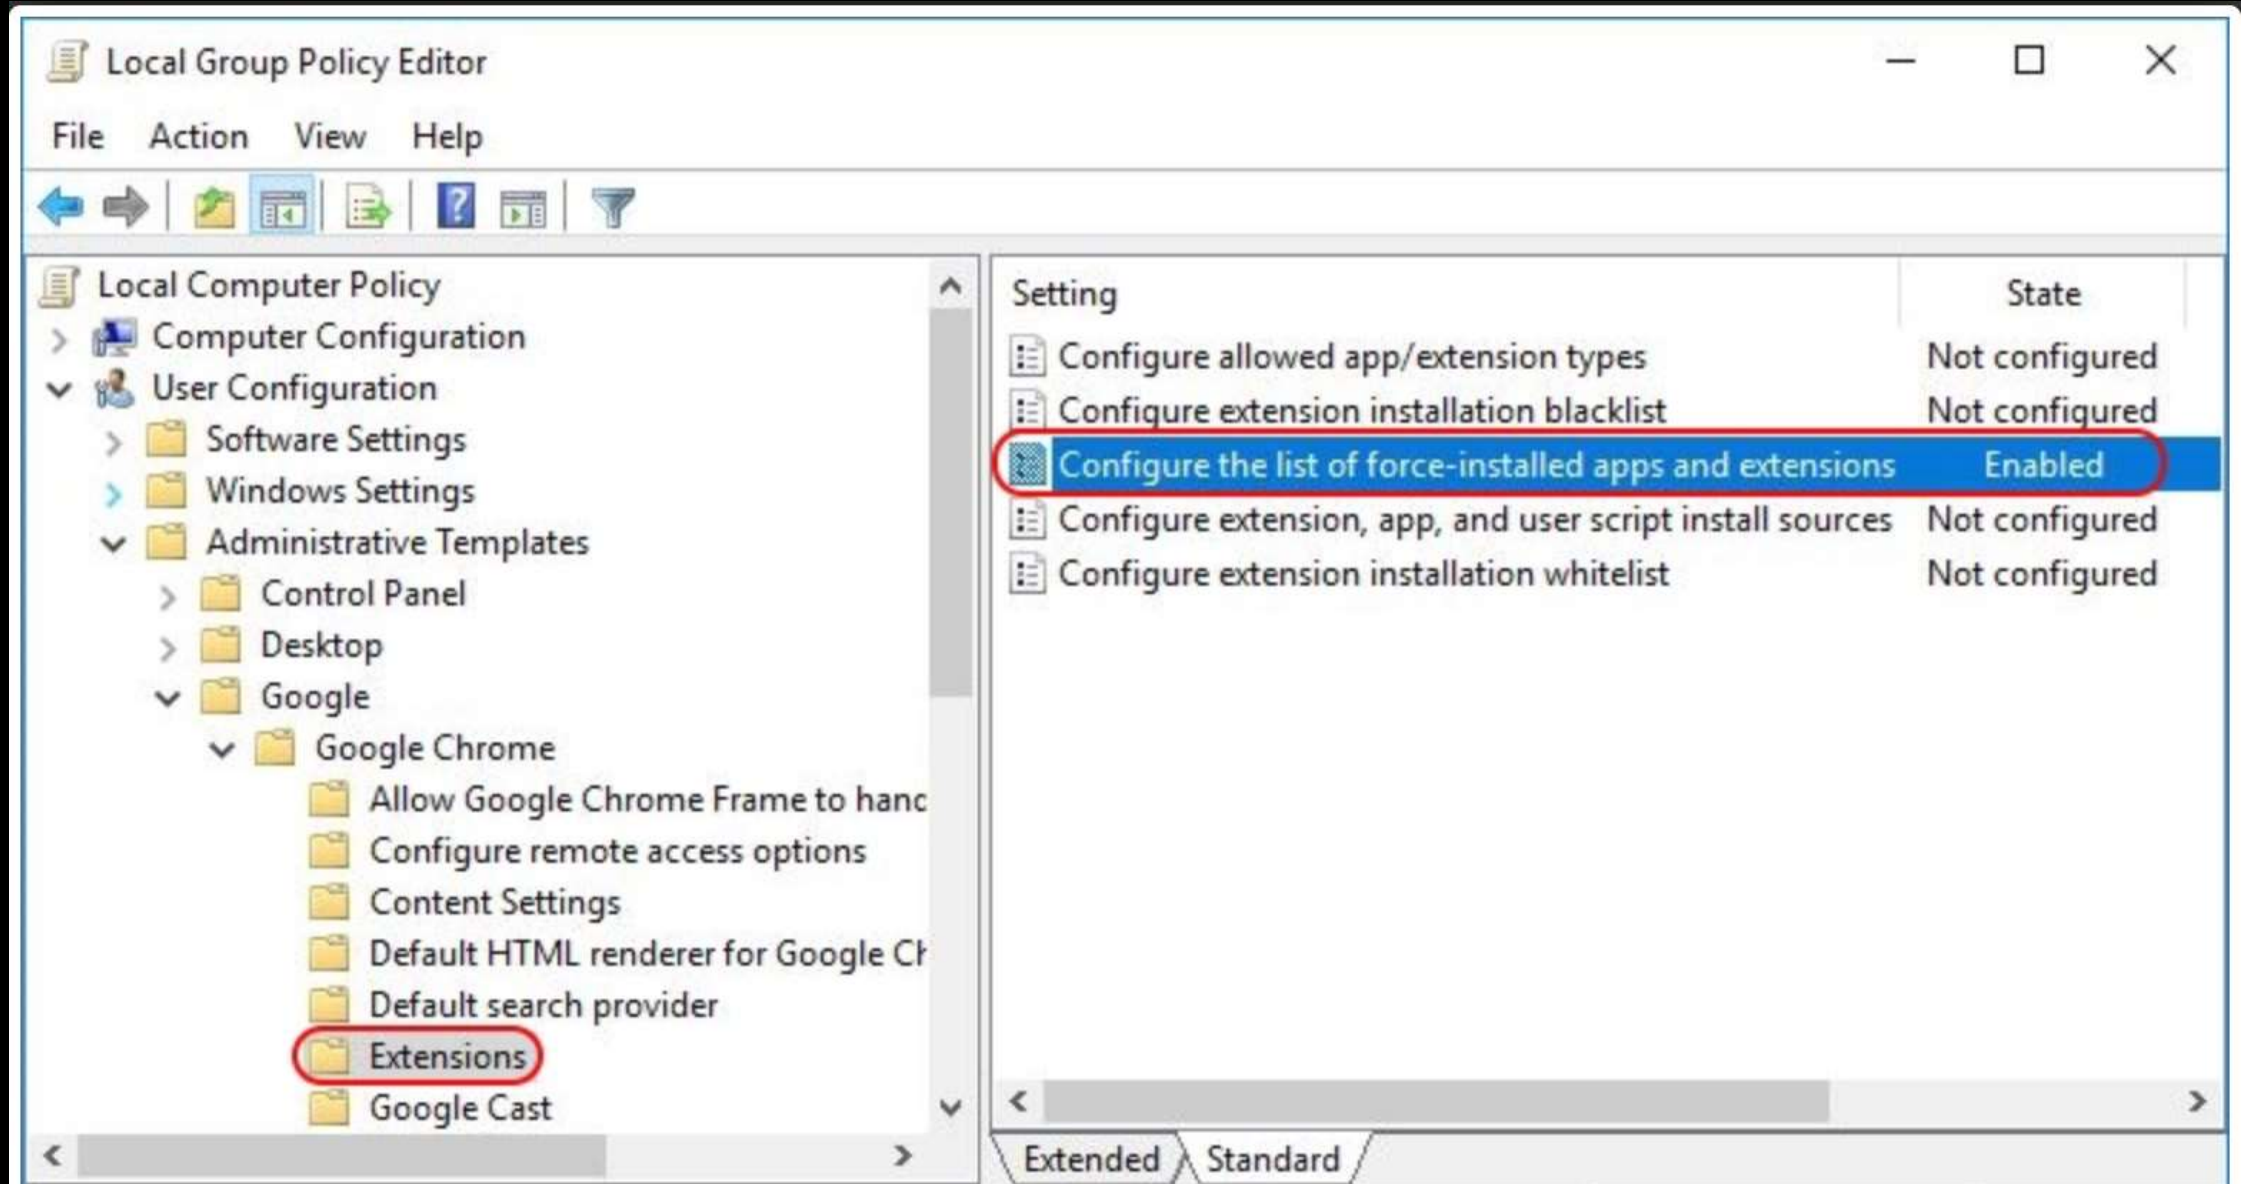 Local Group Policy Editor
File Action View Help
Local Computer Policy
Computer Configuration
User Configuration
Software Settings
Windows Settings
Administrative Templates
Control Panel
Desktop
Google
Google Chrome
Allow Google Chrome Frame to hand
Configure remote access options
Content Settings
Default HTML renderer for Google Ch
Default search provider
Extensions
Google Cast
Setting State
Configure allowed app/extension types Not configured
Configure extension installation blacklist Not configured
Configure the list of force-installed apps and extensions Enabled
Configure extension, app, and user script install sources Not configured
Configure extension installation whitelist Not configured
Extended Standard